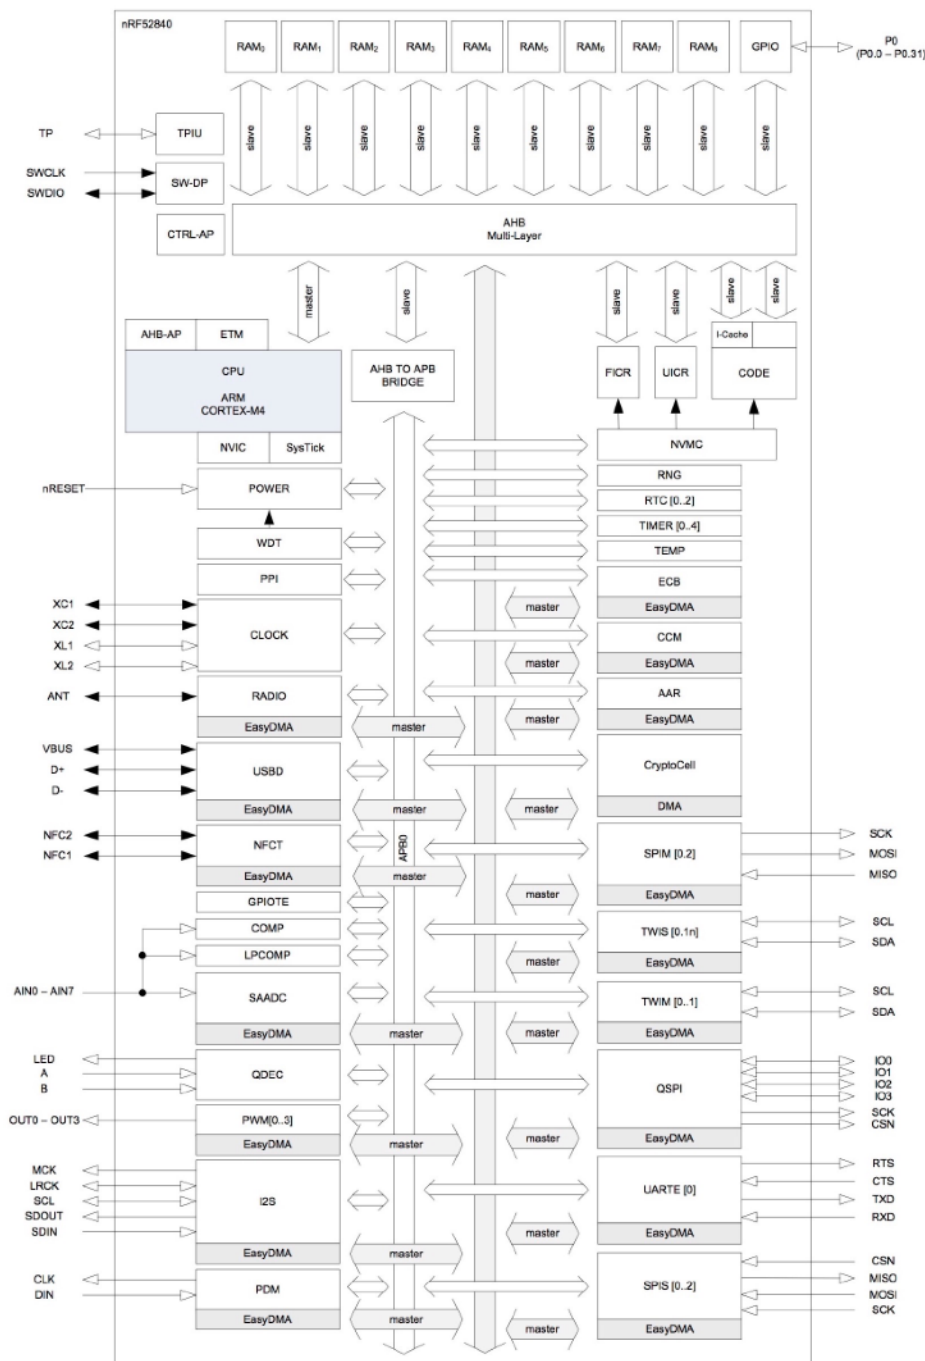 nRF52840
RAM0
RAM1
RAM2
RAM3
RAM4
RAM5
RAM6
RAM7
RAM8
GPIO
P0
(P0.0 – P0.31)
slave
slave
slave
slave
slave
slave
slave
slave
slave
slave
TP
TPIU
SWCLK
SWDIO
SW-DP
CTRL-AP
AHB
Multi-Layer
master
slave
slave
slave
slave
slave
AHB-AP
ETM
I-Cache
CPU
ARM
CORTEX-M4
AHB TO APB
BRIDGE
FICR
UICR
CODE
NVIC
SysTick
NVMC
nRESET
POWER
RNG
RTC [0..2]
WDT
TIMER [0..4]
TEMP
PPI
ECB
master
EasyDMA
XC1
XC2
XL1
XL2
CLOCK
CCM
master
EasyDMA
ANT
RADIO
EasyDMA
master
AAR
master
EasyDMA
VBUS
D+
D-
USBD
EasyDMA
master
CryptoCell
master
DMA
NFC2
NFC1
NFCT
EasyDMA
master
APB0
SPIM [0.2]
master
EasyDMA
SCK
MOSI
MISO
GPIOTE
COMP
LPCOMP
TWIS [0.1n]
master
EasyDMA
SCL
SDA
AIN0 – AIN7
SAADC
EasyDMA
master
TWIM [0..1]
master
EasyDMA
SCL
SDA
LED
A
B
QDEC
QSPI
master
EasyDMA
IO0
IO1
IO2
IO3
SCK
CSN
OUT0 – OUT3
PWM[0..3]
EasyDMA
master
MCK
LRCK
SCL
SDOUT
SDIN
I2S
EasyDMA
master
UARTE [0]
master
EasyDMA
RTS
CTS
TXD
RXD
CLK
DIN
PDM
EasyDMA
master
SPIS [0..2]
master
EasyDMA
CSN
MISO
MOSI
SCK